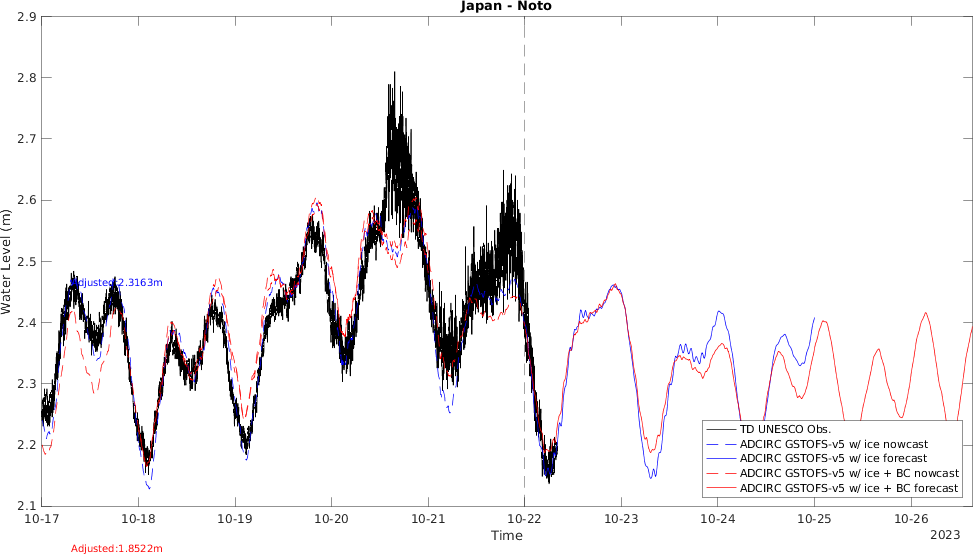 Japan - Noto
2.9
2.8
2.7
2.6
2.5
2.4
2.3
2.2
2.1
Water Level (m)
Adjusted:2.3163m
TD UNESCO Obs.
ADCIRC GSTOFS-v5 w/ ice nowcast
ADCIRC GSTOFS-v5 w/ ice forecast
ADCIRC GSTOFS-v5 w/ ice + BC nowcast
ADCIRC GSTOFS-v5 w/ ice + BC forecast
10-17 10-18 10-19 10-20 10-21 10-22 10-23 10-24 10-25 10-26
Time
2023
Adjusted:1.8522m